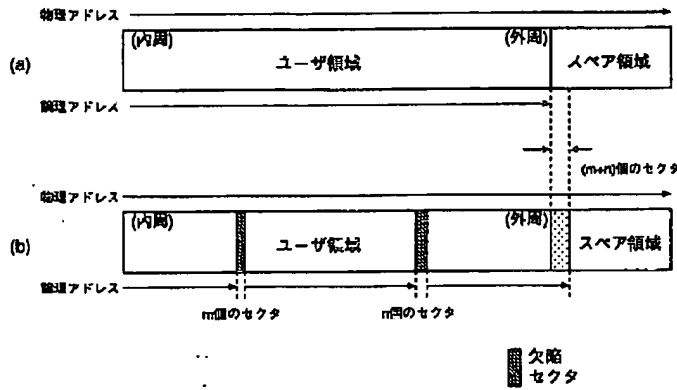 物理アドレス
(a)
(内周)
ユーザ領域
(外周)
スペア領域
論理アドレス
(m+n)個のセクタ
物理アドレス
(b)
(内周)
ユーザ領域
(外周)
スペア領域
論理アドレス
m個のセクタ
n個のセクタ
欠陥
セクタ